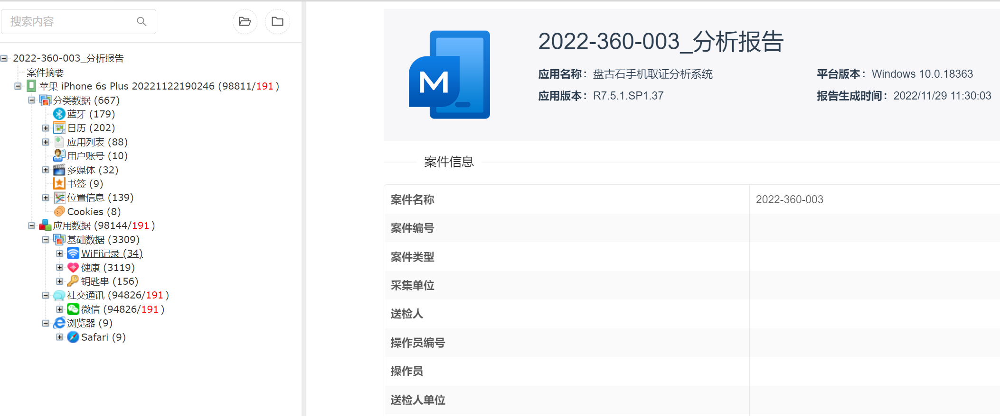 搜索内容
2022-360-003_分析报告
案件摘要
苹果 iPhone 6s Plus 20221122190246 (98811/191)
分类数据 (667)
蓝牙 (179)
日历 (202)
应用列表 (88)
用户账号 (10)
多媒体 (32)
书签 (9)
位置信息 (139)
Cookies (8)
应用数据 (98144/191)
基础数据 (3309)
WiFi记录 (34)
健康 (3119)
钥匙串 (156)
社交通讯 (94826/191)
微信 (94826/191)
浏览器 (9)
Safari (9)
M
2022-360-003_分析报告
应用名称： 盘古石手机取证分析系统
平台版本： Windows 10.0.18363
应用版本： R7.5.1.SP1.37
报告生成时间： 2022/11/29 11:30:03
案件信息
案件名称 2022-360-003
案件编号
案件类型
采集单位
送检人
操作员编号
操作员
送检人单位